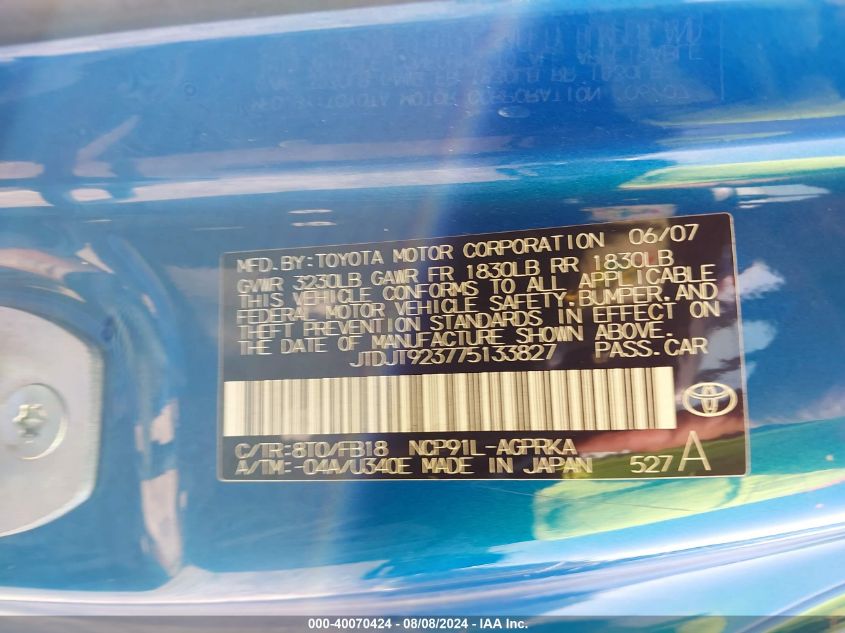 MFD.BY:TOYOTA MOTOR CORPORATION 06/07
GVWR 3230LB GAWR FR 1830LB RR 1830LB
THIS VEHICLE CONFORMS TO ALL APPLICABLE
FEDERAL MOTOR VEHICLE SAFETY,BUMPER,AND
THEFT PREVENTION STANDARDS IN EFFECT ON
THE DATE OF MANUFACTURE SHOWN ABOVE.
JTDJT923775133827 PASS.CAR
C/TR:8T0/FB18 NCP91L-AGPRKA
A/TM:-04A/U340E MADE IN JAPAN 527A
000-40070424 - 08/08/2024 - IAA Inc.